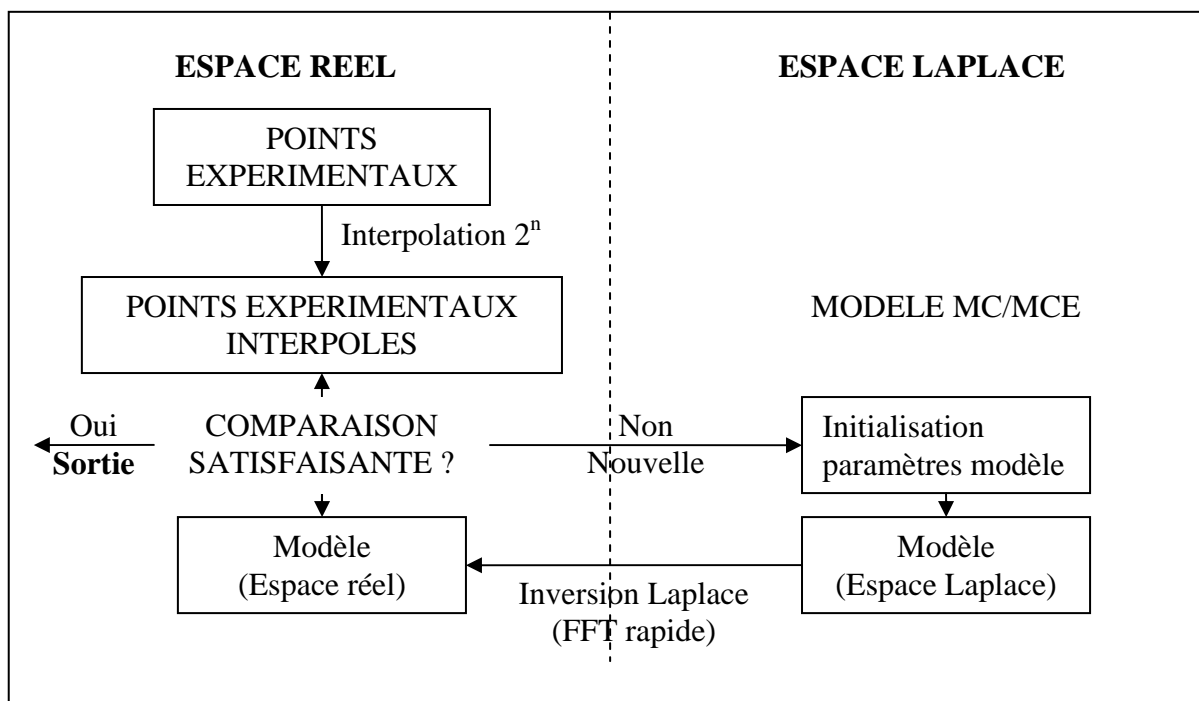 ESPACE REEL
ESPACE LAPLACE
POINTS
EXPERIMENTAUX
Interpolation 2ⁿ
POINTS EXPERIMENTAUX
INTERPOLES
MODELE MC/MCE
Oui
Sortie
COMPARAISON
SATISFAISANTE ?
Non
Nouvelle
Initialisation
paramètres modèle
Modèle
(Espace réel)
Inversion Laplace
(FFT rapide)
Modèle
(Espace Laplace)